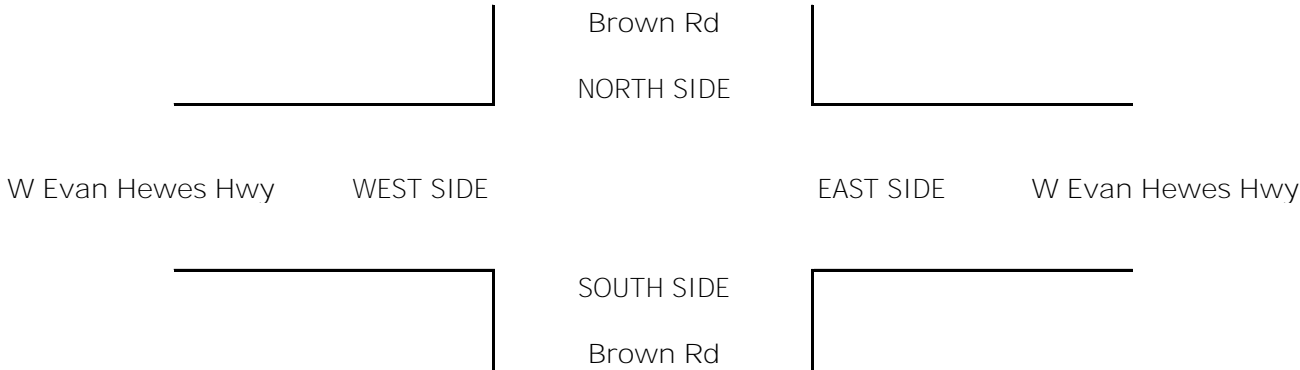 Brown Rd
NORTH SIDE
W Evan Hewes Hwy WEST SIDE EAST SIDE W Evan Hewes Hwy
SOUTH SIDE
Brown Rd